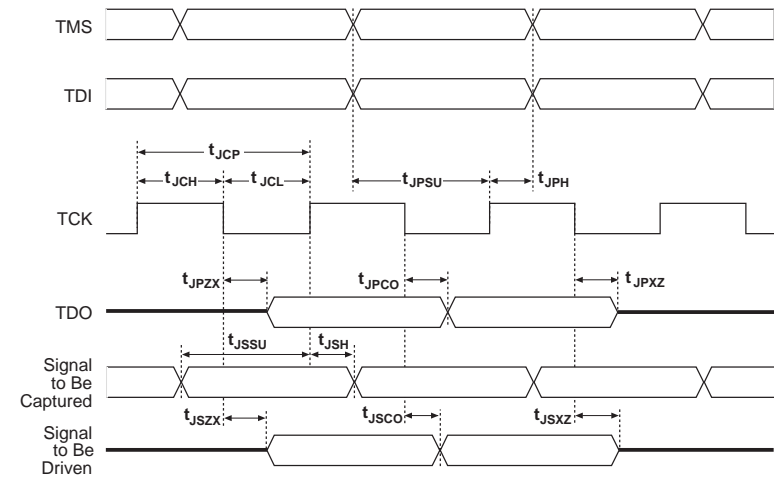 TMS
TDI
tJCP
tJCH
tJCL
tJPSU
tJPH
TCK
tJPZX
tJPCO
tJPXZ
TDO
tJSSU
tJSH
Signal
to Be
Captured
tJSZX
tJSCO
tJSXZ
Signal
to Be
Driven